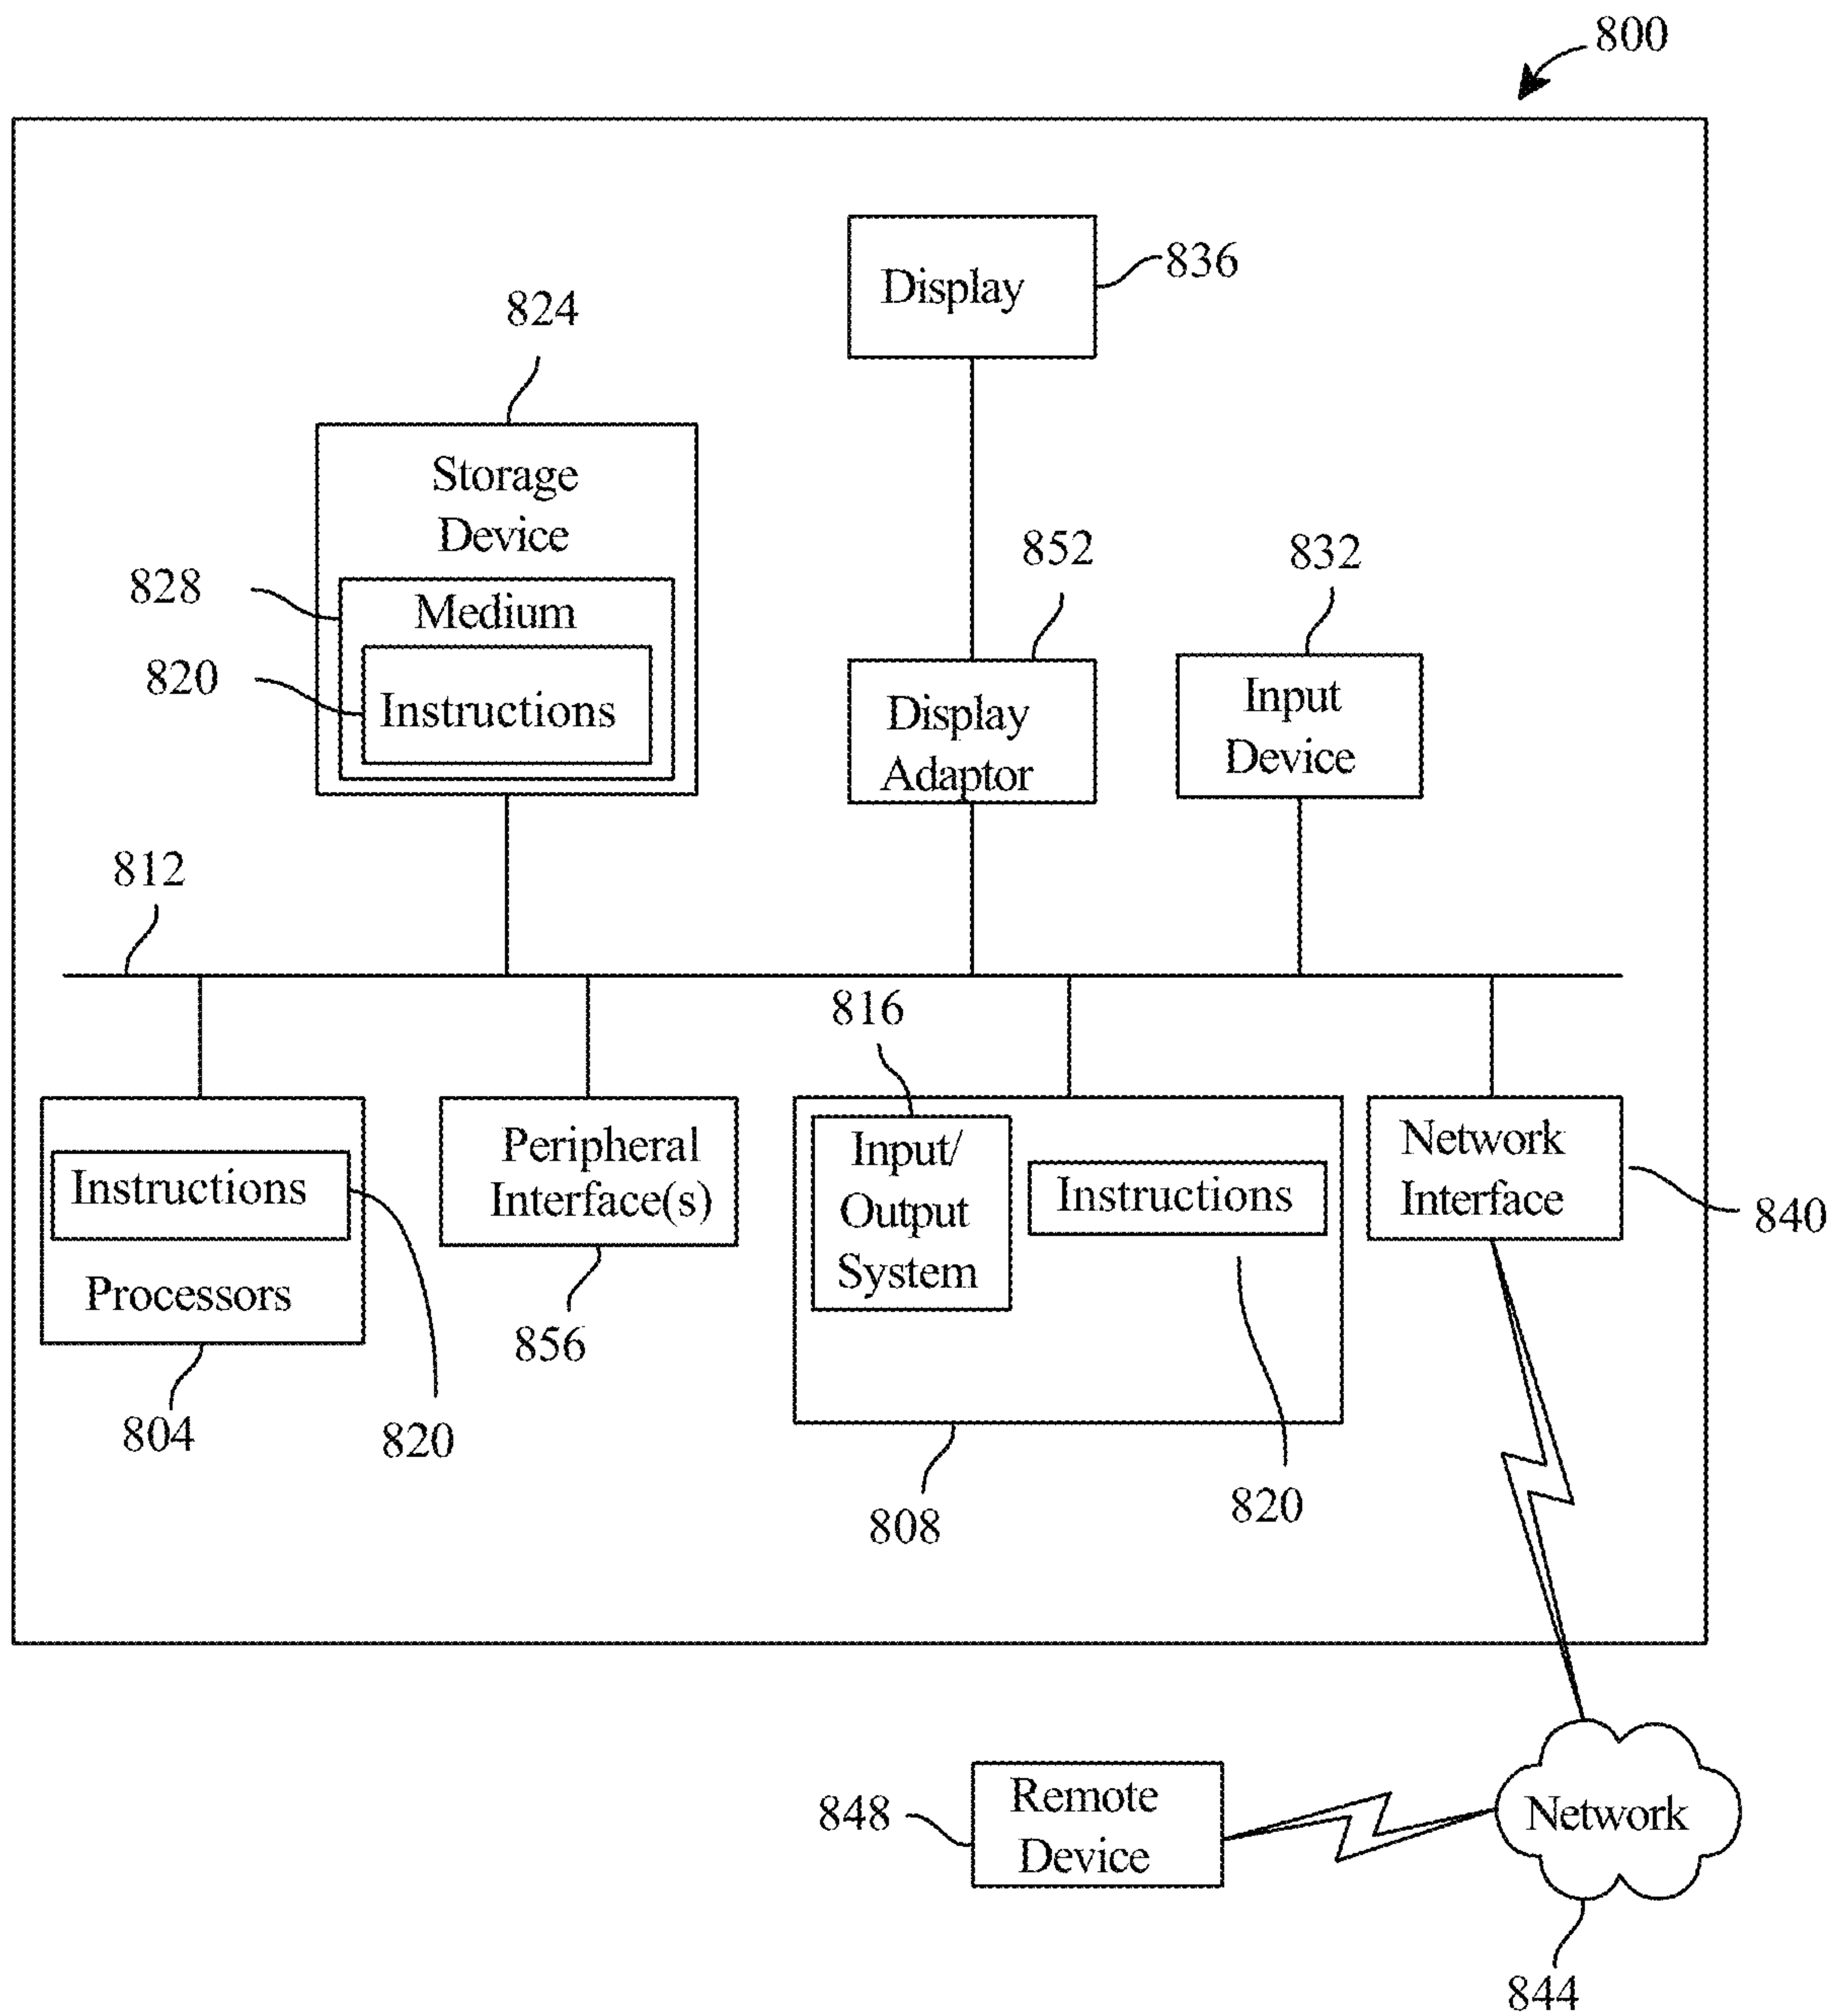 800
Display
836
824
Storage
Device
828
Medium
820
Instructions
852
Display
Adaptor
832
Input
Device
812
816
Instructions
Processors
804
820
Peripheral
Interface(s)
856
Input/
Output
System
Instructions
808
820
Network
Interface
840
848
Remote
Device
Network
844